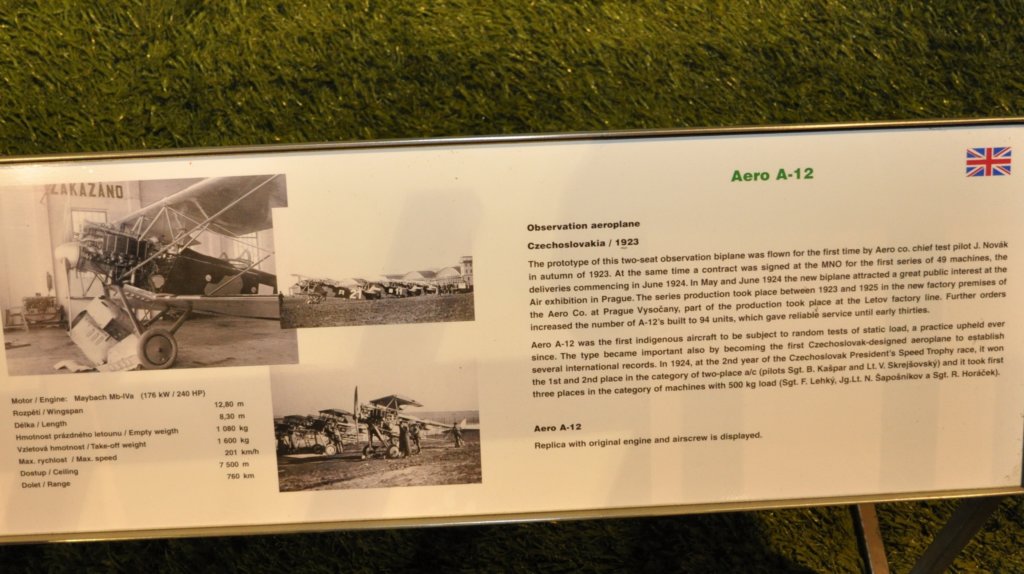 ZAKÁZÁNO
Motor / Engine: Maybach Mb-IVa (176 kW / 240 HP)
Rozpětí / Wingspan 12,80 m
Délka / Length 8,30 m
Hmotnost prázdného letounu / Empty weigth 1 080 kg
Vzletová hmotnost / Take-off weight 1 600 kg
Max. rychlost / Max. speed 201 km/h
Dostup / Ceiling 7 500 m
Dolet / Range 760 km
Aero A-12
Observation aeroplane
Czechoslovakia / 1923
The prototype of this two-seat observation biplane was flown for the first time by Aero co. chief test pilot J. Novák
in autumn of 1923. At the same time a contract was signed at the MNO for the first series of 49 machines, the
deliveries commencing in June 1924. In May and June 1924 the new biplane attracted a great public interest at the
Air exhibition in Prague. The series production took place between 1923 and 1925 in the new factory premises of
the Aero Co. at Prague Vysočany, part of the production took place at the Letov factory line. Further orders
increased the number of A-12's built to 94 units, which gave reliable service until early thirties.
Aero A-12 was the first indigenous aircraft to be subject to random tests of static load, a practice upheld ever
since. The type became important also by becoming the first Czechoslovak-designed aeroplane to establish
several international records. In 1924, at the 2nd year of the Czechoslovak President's Speed Trophy race, it won
the 1st and 2nd place in the category of two-place a/c (pilots Sgt. B. Kašpar and Lt. V. Skrejšovský) and it took first
three places in the category of machines with 500 kg load (Sgt. F. Lehký, Jg.Lt. N. Šapošnikov a Sgt. R. Horáček).
Aero A-12
Replica with original engine and airscrew is displayed.